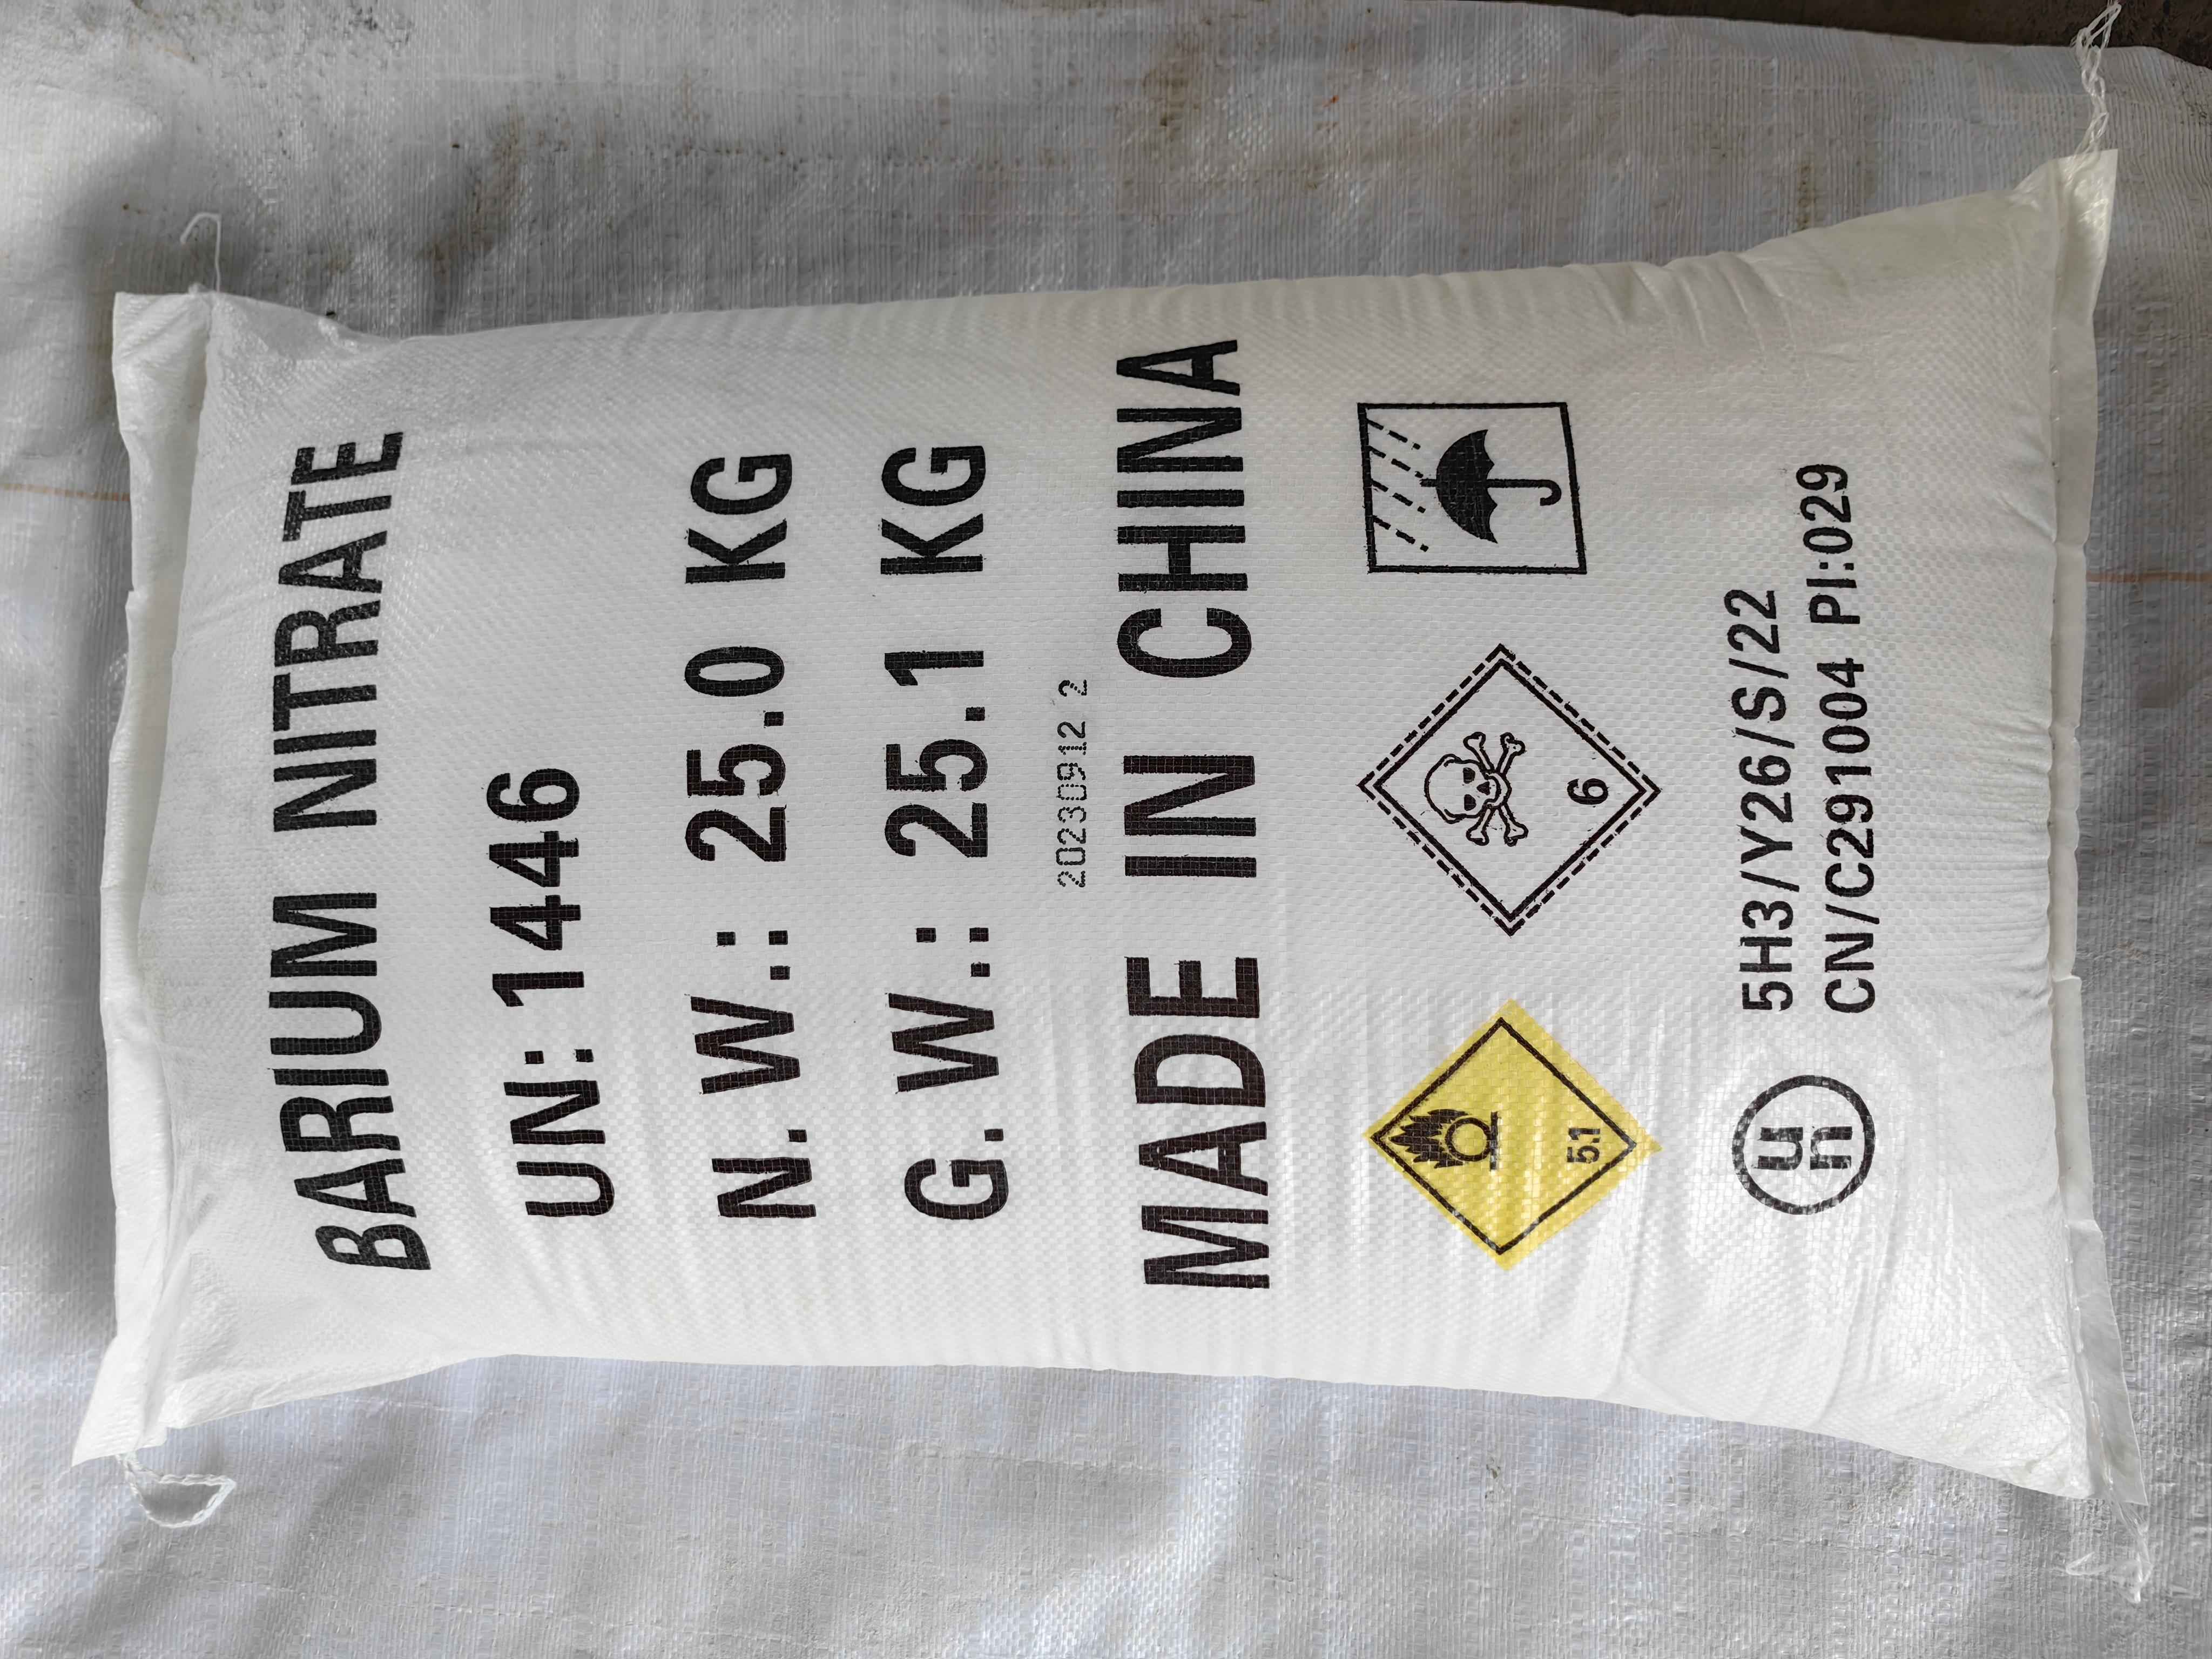 BARIUM NITRATE
UN: 1446
N. W.: 25.0 KG
G. W.: 25.1 KG
20230912 2
MADE IN CHINA
5.1
6
un
5H3/Y26/S/22
CN/C291004 PI:029